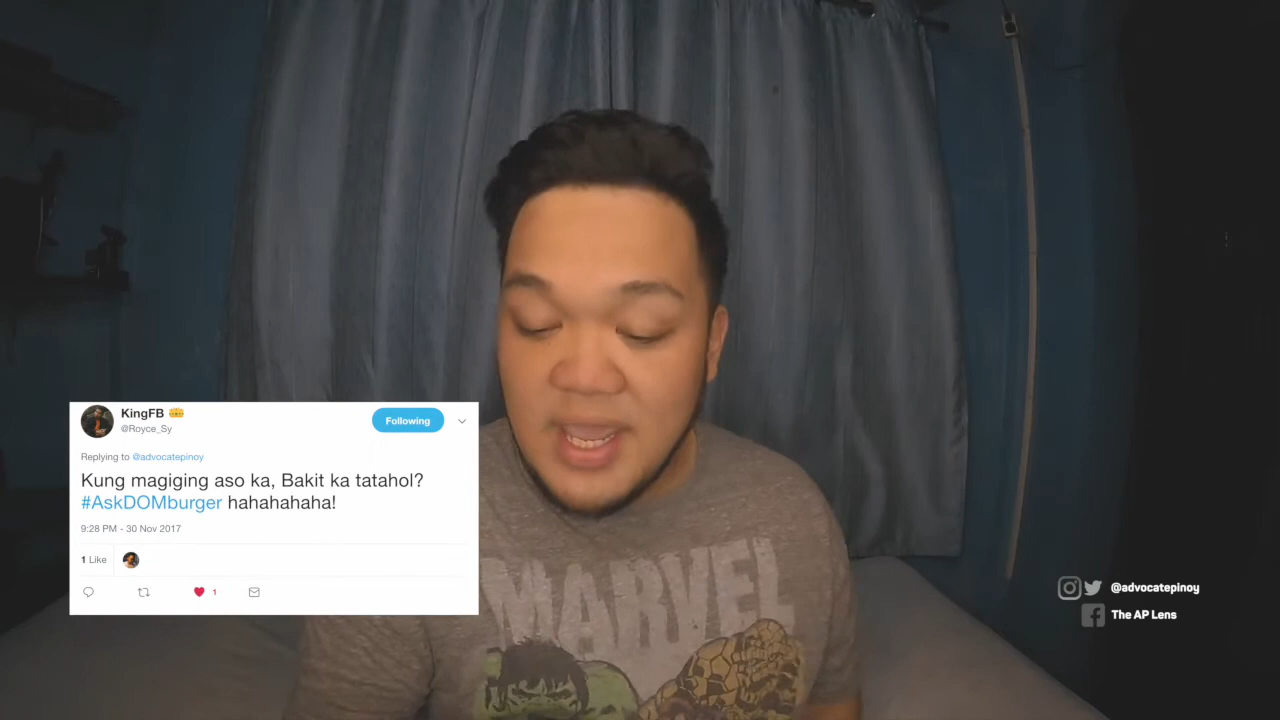 KingFB
@Royce_Sy
Following
Replying to @advocatepinoy
Kung magiging aso ka, Bakit ka tatahol?
#AskDOMburger hahahahaha!
9:28 PM - 30 Nov 2017
1 Like
1
MARVEL
@advocatepinoy
The AP Lens